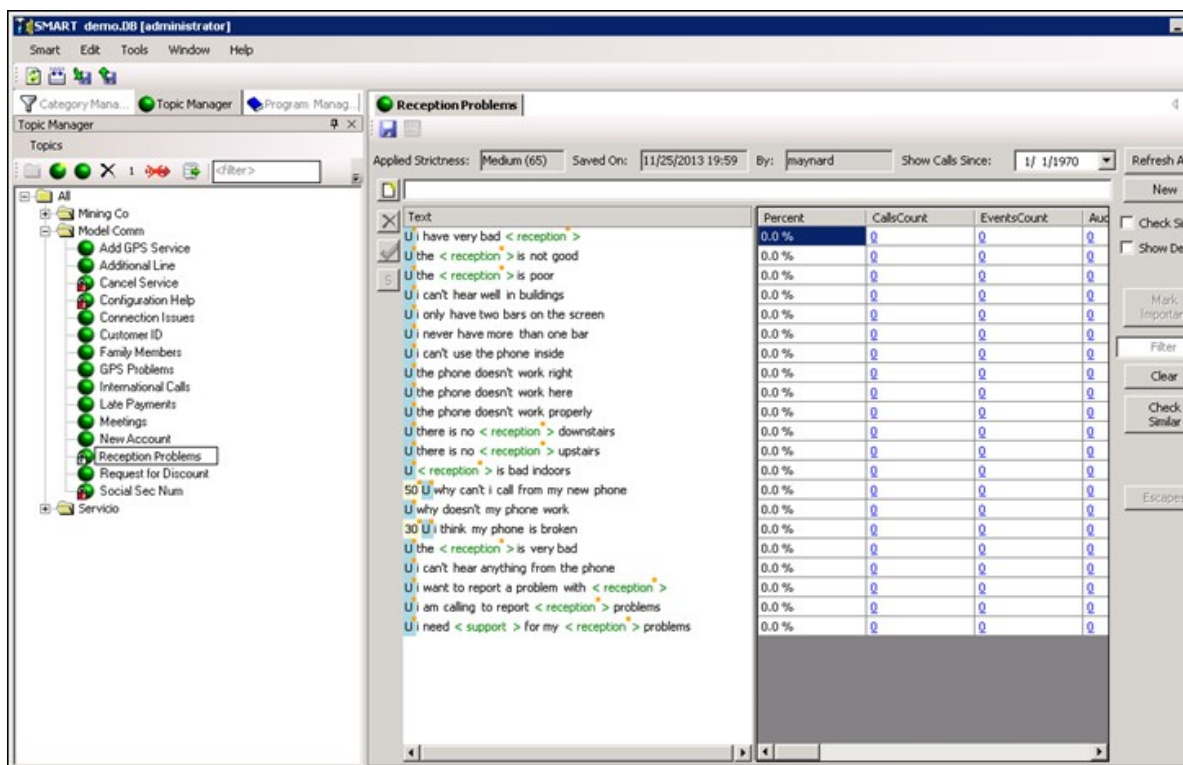 SMART demo.DB [administrator]
Smart Edit Tools Window Help
Category Mana... Topic Manager Program Manag...
Topic Manager
Topics
1 <filter>
All
Mining Co
Model Comm
Add GPS Service
Additional Line
Cancel Service
Configuration Help
Connection Issues
Customer ID
Family Members
GPS Problems
International Calls
Late Payments
Meetings
New Account
Reception Problems
Request for Discount
Social Sec Num
Servicio
Reception Problems
Applied Strictness: Medium (65) Saved On: 11/25/2013 19:59 By: maynard Show Calls Since: 1/ 1/1970 Refresh A
New
Text Percent CallsCount EventsCount Aud
U i have very bad < reception > 0.0 % 0 0 0
U the < reception > is not good 0.0 % 0 0 0
U the < reception > is poor 0.0 % 0 0 0
S
U i can't hear well in buildings 0.0 % 0 0 0
U i only have two bars on the screen 0.0 % 0 0 0
U i never have more than one bar 0.0 % 0 0 0
U i can't use the phone inside 0.0 % 0 0 0
U the phone doesn't work right 0.0 % 0 0 0
U the phone doesn't work here 0.0 % 0 0 0
U the phone doesn't work properly 0.0 % 0 0 0
U there is no < reception > downstairs 0.0 % 0 0 0
U there is no < reception > upstairs 0.0 % 0 0 0
U < reception > is bad indoors 0.0 % 0 0 0
50 U why can't i call from my new phone 0.0 % 0 0 0
U why doesn't my phone work 0.0 % 0 0 0
30 U i think my phone is broken 0.0 % 0 0 0
U the < reception > is very bad 0.0 % 0 0 0
U i can't hear anything from the phone 0.0 % 0 0 0
U i want to report a problem with < reception > 0.0 % 0 0 0
U i am calling to report < reception > problems 0.0 % 0 0 0
U i need < support > for my < reception > problems 0.0 % 0 0 0
Check Si
Show De
Mark
Importan
Filter
Clear
Check
Similar
Escapes